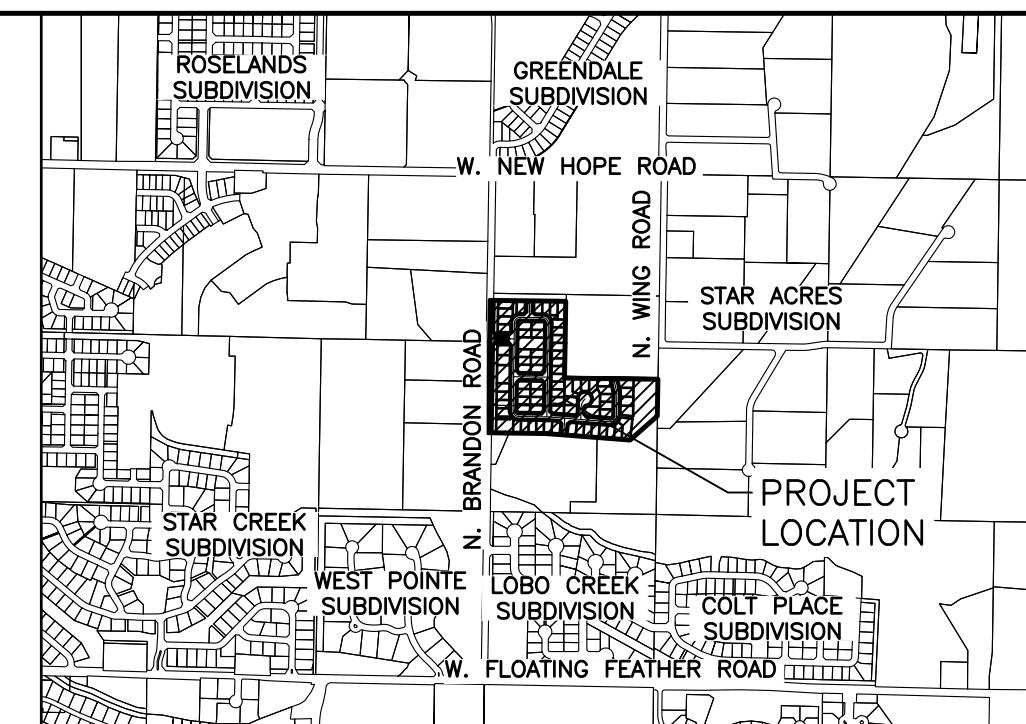 ROSELANDS
SUBDIVISION
GREENDALE
SUBDIVISION
W. NEW HOPE ROAD
N. WING ROAD
STAR ACRES
SUBDIVISION
N. BRANDON ROAD
PROJECT
LOCATION
STAR CREEK
SUBDIVISION
WEST POINTE
SUBDIVISION
LOBO CREEK
SUBDIVISION
COLT PLACE
SUBDIVISION
W. FLOATING FEATHER ROAD